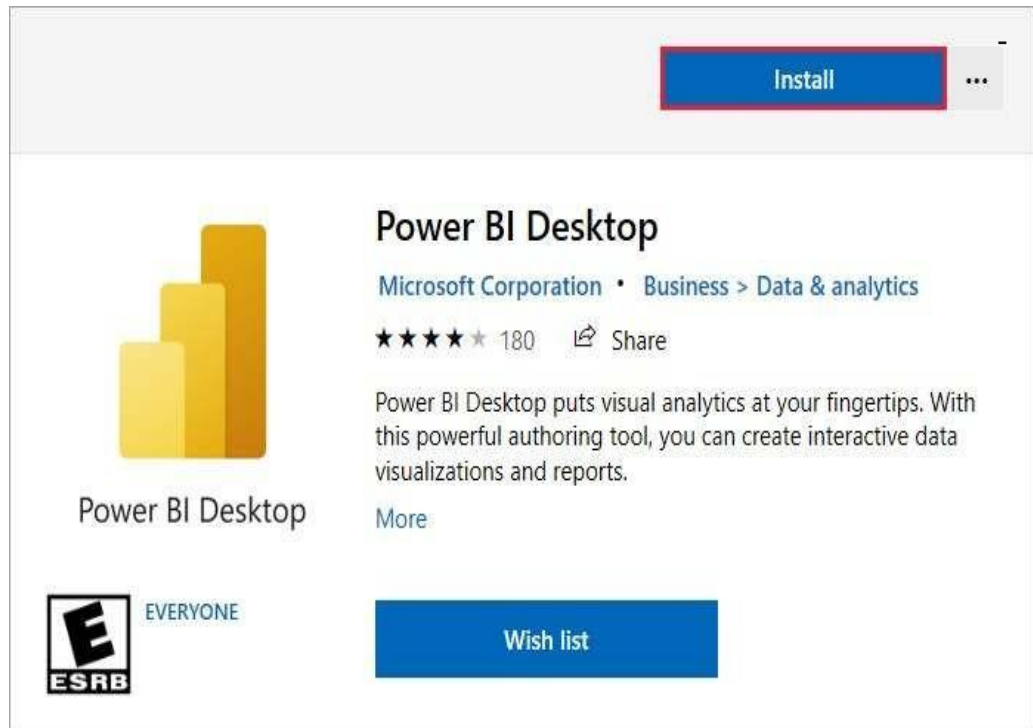 Install
...
Power BI Desktop
Microsoft Corporation • Business > Data & analytics
★★★★★ 180 Share
Power BI Desktop puts visual analytics at your fingertips. With
this powerful authoring tool, you can create interactive data
visualizations and reports.
More
Power BI Desktop
E
ESRB
EVERYONE
Wish list